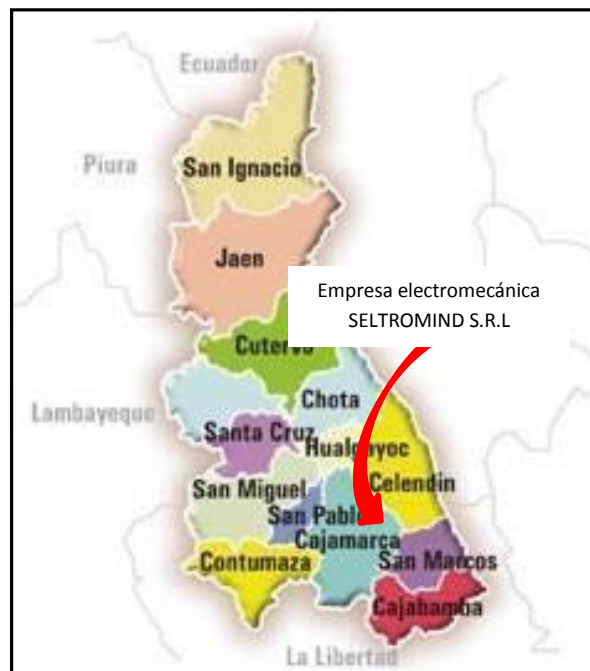 Ecuador
Piura
San Ignacio
Jaen
Empresa electromecánica
SELTROMIND S.R.L
Cutervo
Lambayeque
Chota
Santa Cruz
Hualgayoc
Celendin
San Miguel
San Pablo
Cajamarca
Contumaza
San Marcos
Cajabamba
La Libertad